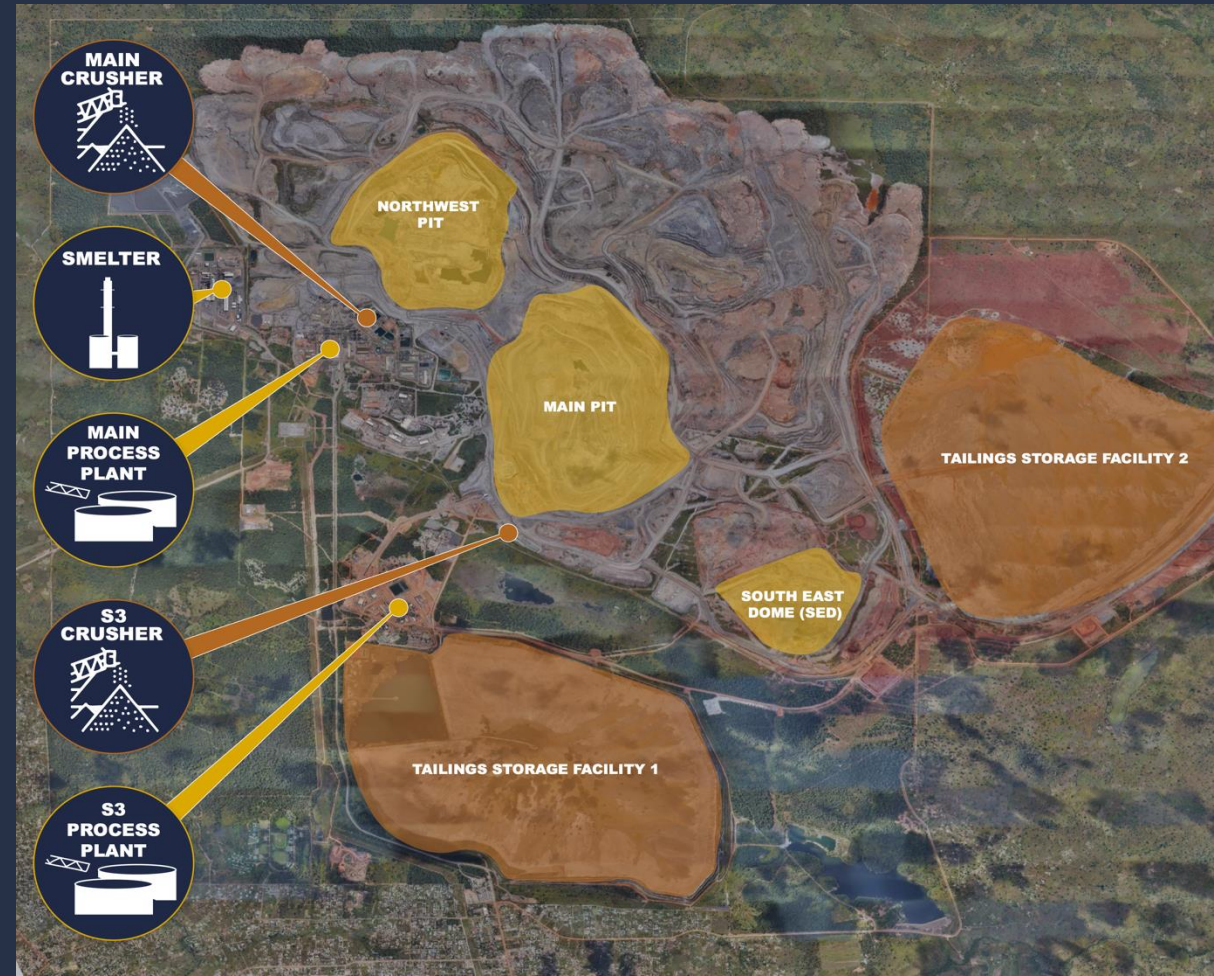 MAIN
CRUSHER
SMELTER
MAIN
PROCESS
PLANT
S3
CRUSHER
S3
PROCESS
PLANT
NORTHWEST
PIT
MAIN PIT
TAILINGS STORAGE FACILITY 2
SOUTH EAST
DOME (SED)
TAILINGS STORAGE FACILITY 1